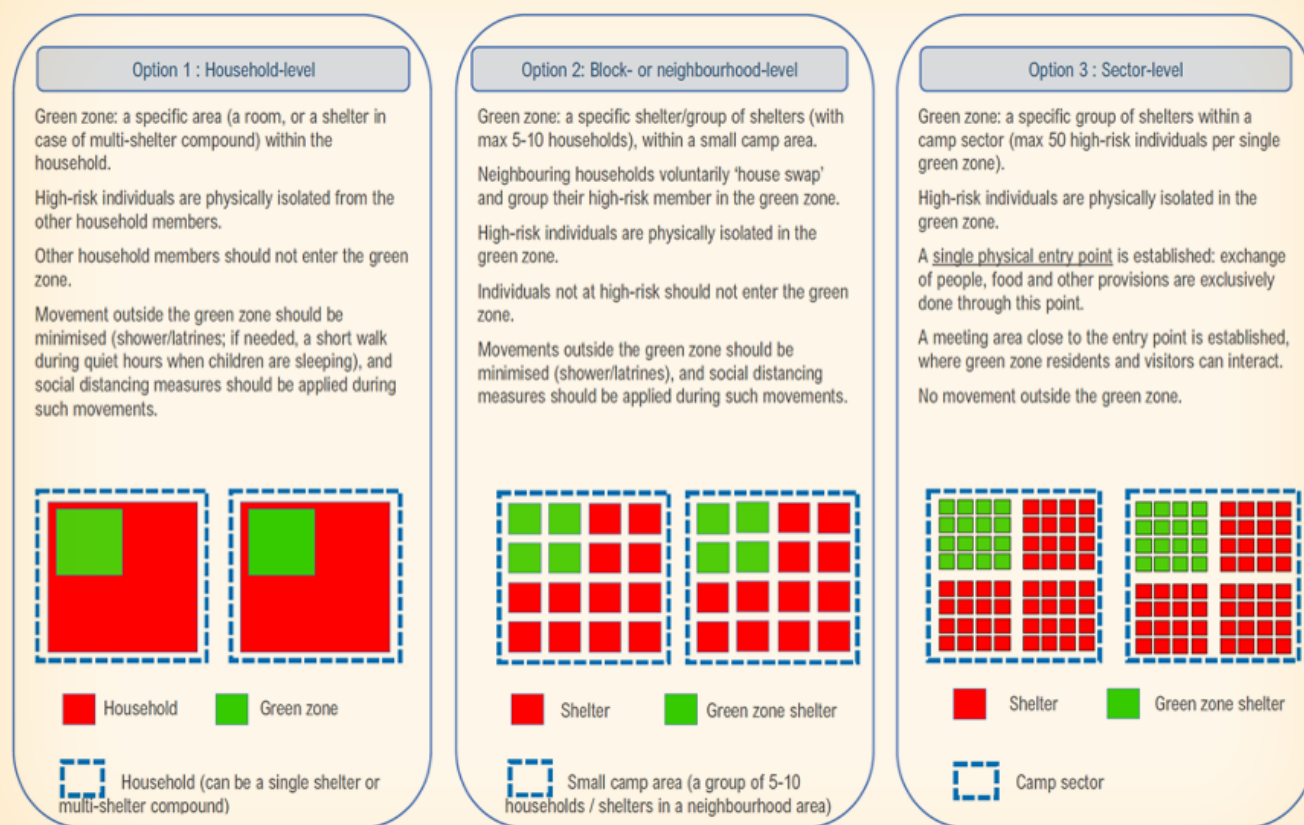 Option 1 : Household-level
Green zone: a specific area (a room, or a shelter in
case of multi-shelter compound) within the
household.
High-risk individuals are physically isolated from the
other household members.
Other household members should not enter the green
zone.
Movement outside the green zone should be
minimised (shower/latrines; if needed, a short walk
during quiet hours when children are sleeping), and
social distancing measures should be applied during
such movements.
Household
Green zone
Household (can be a single shelter or
multi-shelter compound)
Option 2: Block- or neighbourhood-level
Green zone: a specific shelter/group of shelters (with
max 5-10 households), within a small camp area.
Neighbouring households voluntarily ‘house swap’
and group their high-risk member in the green zone.
High-risk individuals are physically isolated in the
green zone.
Individuals not at high-risk should not enter the green
zone.
Movements outside the green zone should be
minimised (shower/latrines), and social distancing
measures should be applied during such movements.
Shelter
Green zone shelter
Small camp area (a group of 5-10
households / shelters in a neighbourhood area)
Option 3 : Sector-level
Green zone: a specific group of shelters within a
camp sector (max 50 high-risk individuals per single
green zone).
High-risk individuals are physically isolated in the
green zone.
A single physical entry point is established: exchange
of people, food and other provisions are exclusively
done through this point.
A meeting area close to the entry point is established,
where green zone residents and visitors can interact.
No movement outside the green zone.
Shelter
Green zone shelter
Camp sector